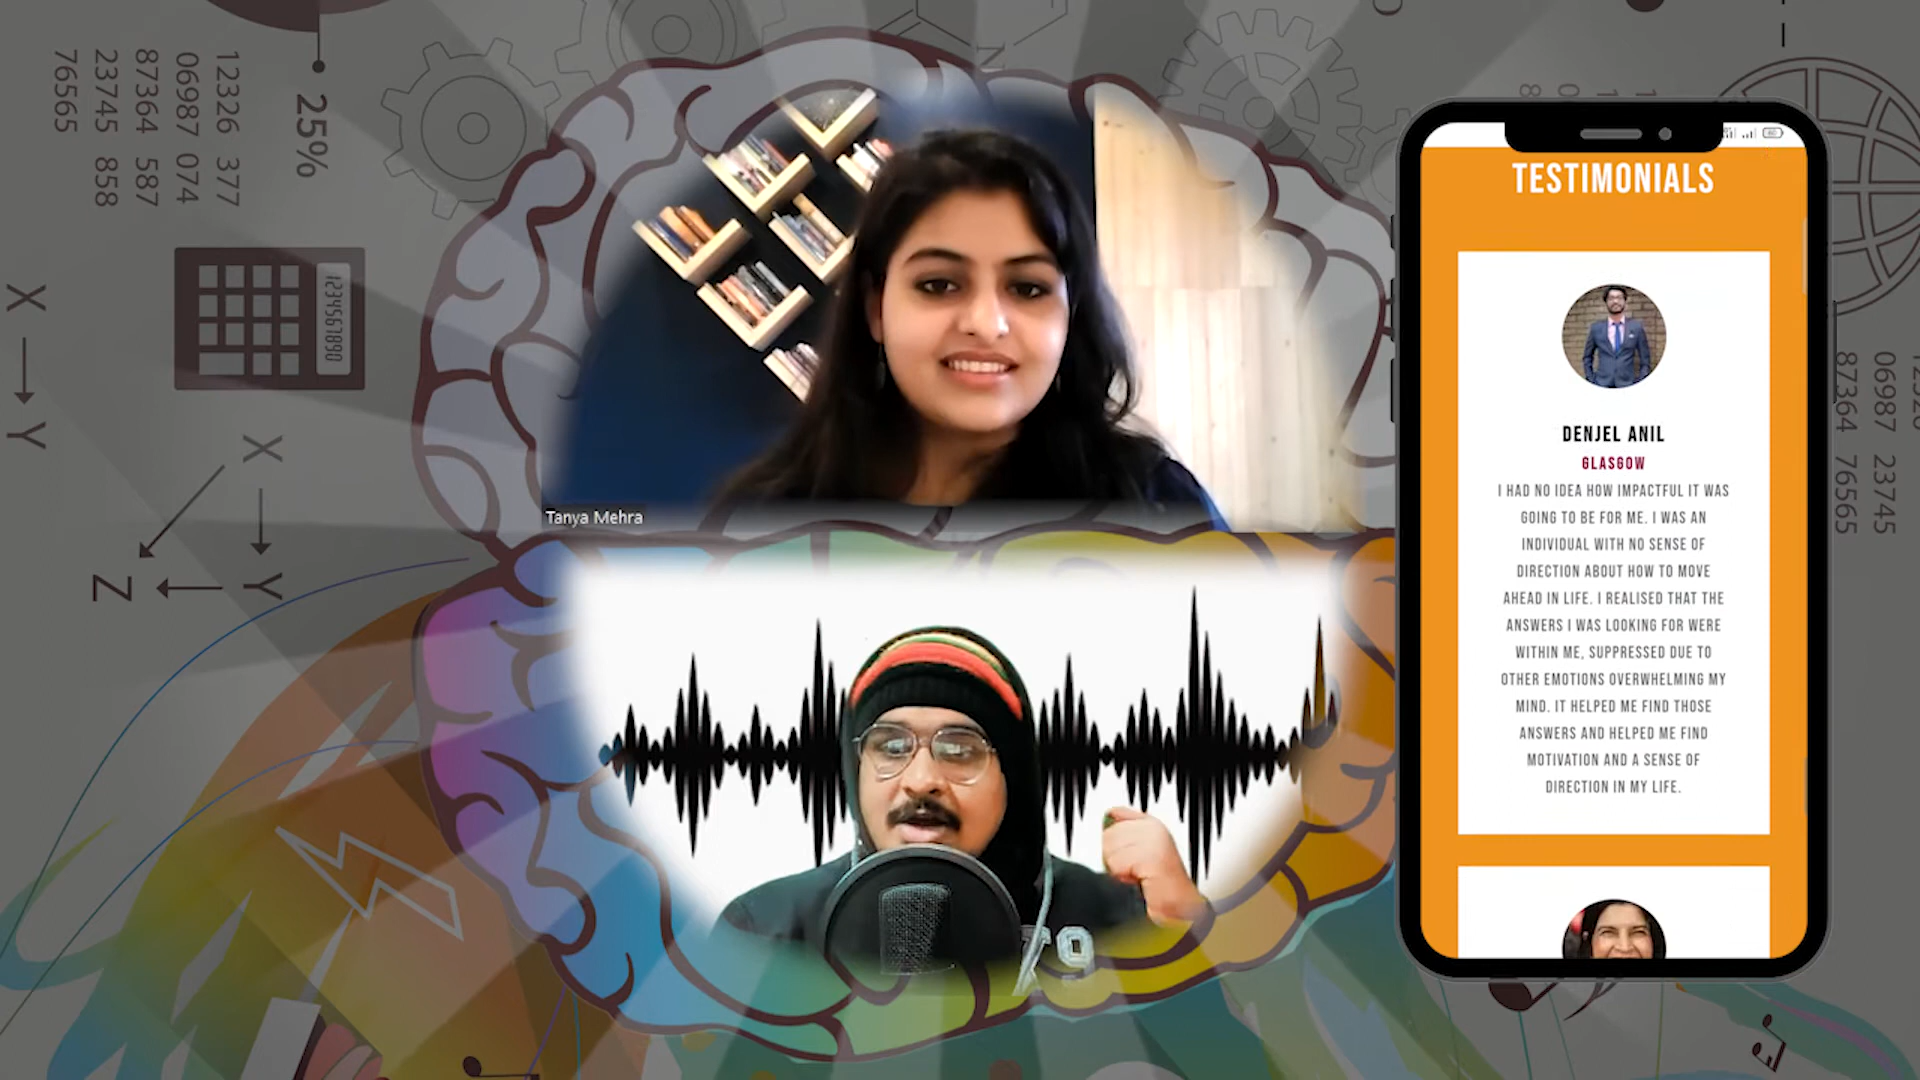 12326 377
06987 074
87364 587
23745 858
76565
25%
1234567890
X
Y
X
Y
Z
N
Tanya Mehra
TESTIMONIALS
DENJEL ANIL
GLASGOW
I HAD NO IDEA HOW IMPACTFUL IT WAS
GOING TO BE FOR ME. I WAS AN
INDIVIDUAL WITH NO SENSE OF
DIRECTION ABOUT HOW TO MOVE
AHEAD IN LIFE. I REALISED THAT THE
ANSWERS I WAS LOOKING FOR WERE
WITHIN ME, SUPPRESSED DUE TO
OTHER EMOTIONS OVERWHELMING MY
MIND. IT HELPED ME FIND THOSE
ANSWERS AND HELPED ME FIND
MOTIVATION AND A SENSE OF
DIRECTION IN MY LIFE.
06987 23745
87364 76565
79